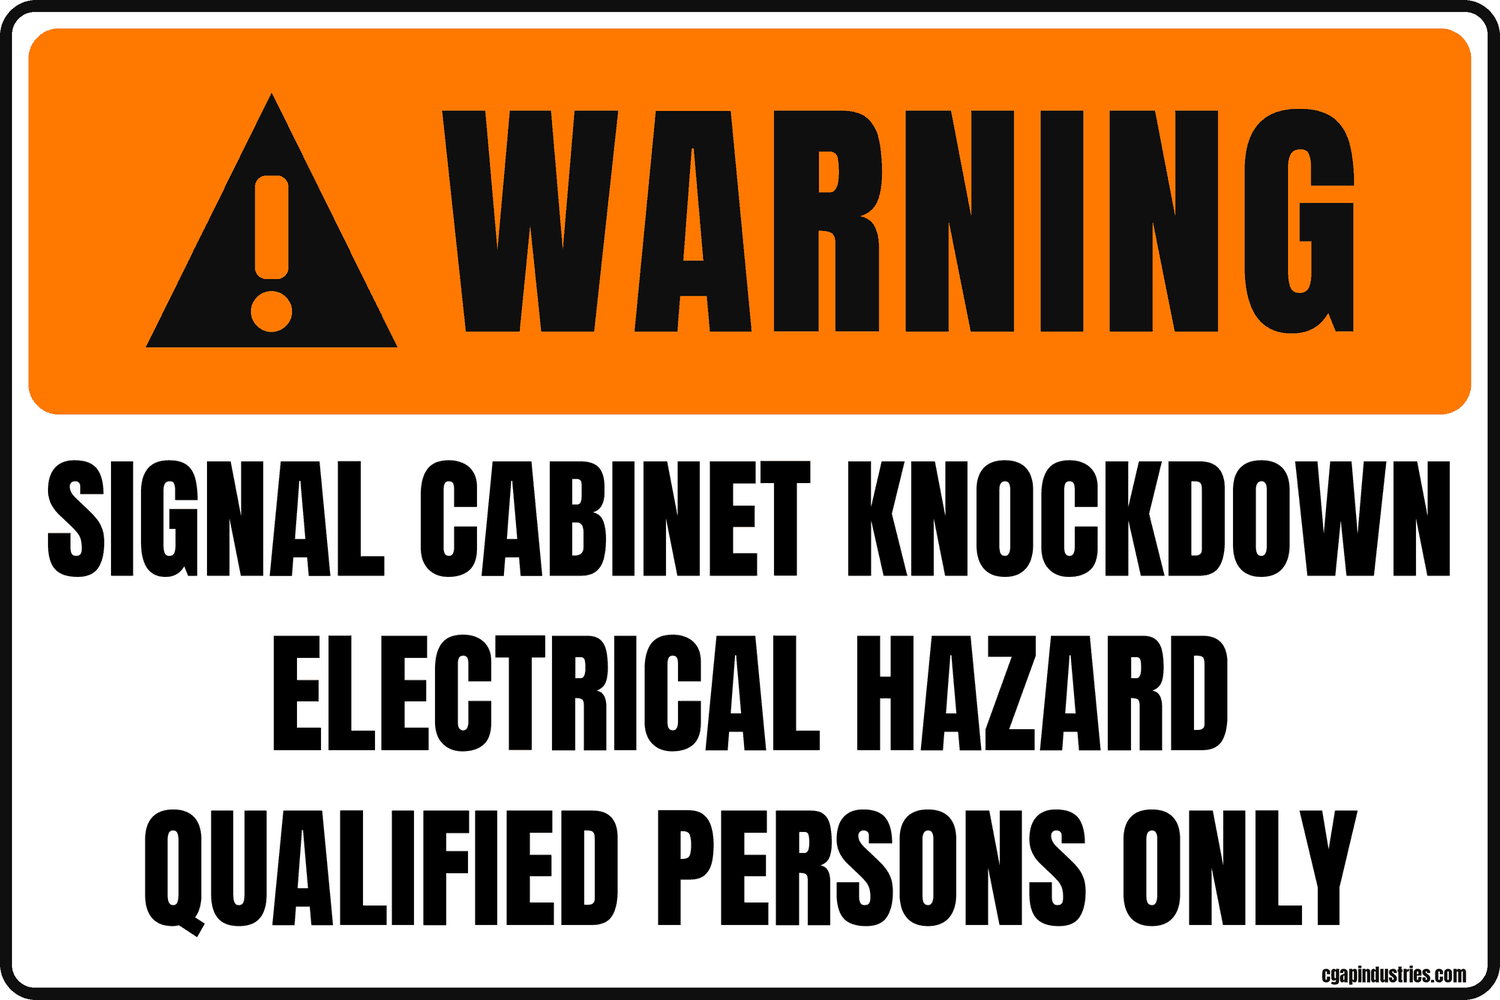 WARNING
SIGNAL CABINET KNOCKDOWN
ELECTRICAL HAZARD
QUALIFIED PERSONS ONLY
cgapindustries.com